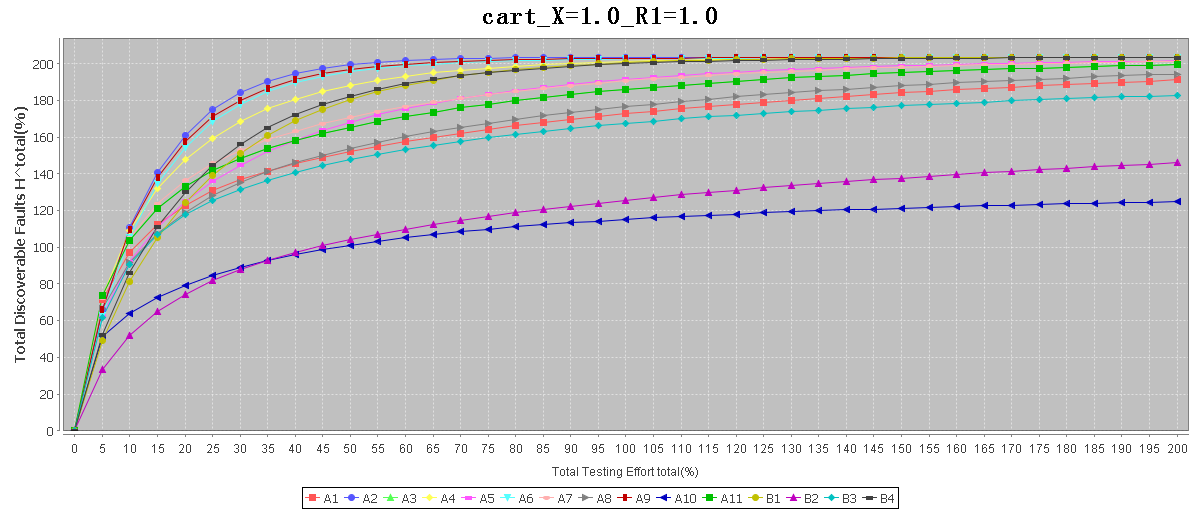 cart_X=1.0_R1=1.0
Total Discoverable Faults H^total(%)
200
180
160
140
120
100
80
60
40
20
0
0 5 10 15 20 25 30 35 40 45 50 55 60 65 70 75 80 85 90 95 100 105 110 115 120 125 130 135 140 145 150 155 160 165 170 175 180 185 190 195 200
Total Testing Effort total(%)
A1 A2 A3 A4 A5 A6 A7 A8 A9 A10 A11 B1 B2 B3 B4